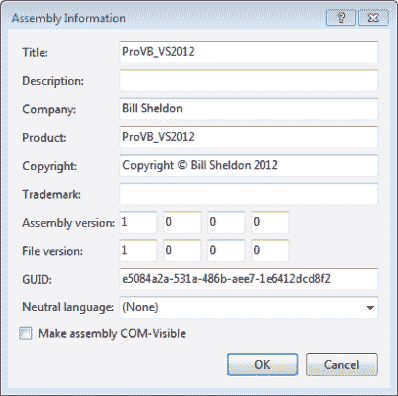 Assembly Information
Title: ProVB_VS2012
Description:
Company: Bill Sheldon
Product: ProVB_VS2012
Copyright: Copyright © Bill Sheldon 2012
Trademark:
Assembly version: 1 0 0 0
File version: 1 0 0 0
GUID: e5084a2a-531a-486b-aee7-1e6412dcd8f2
Neutral language: (None)
Make assembly COM-Visible
OK Cancel